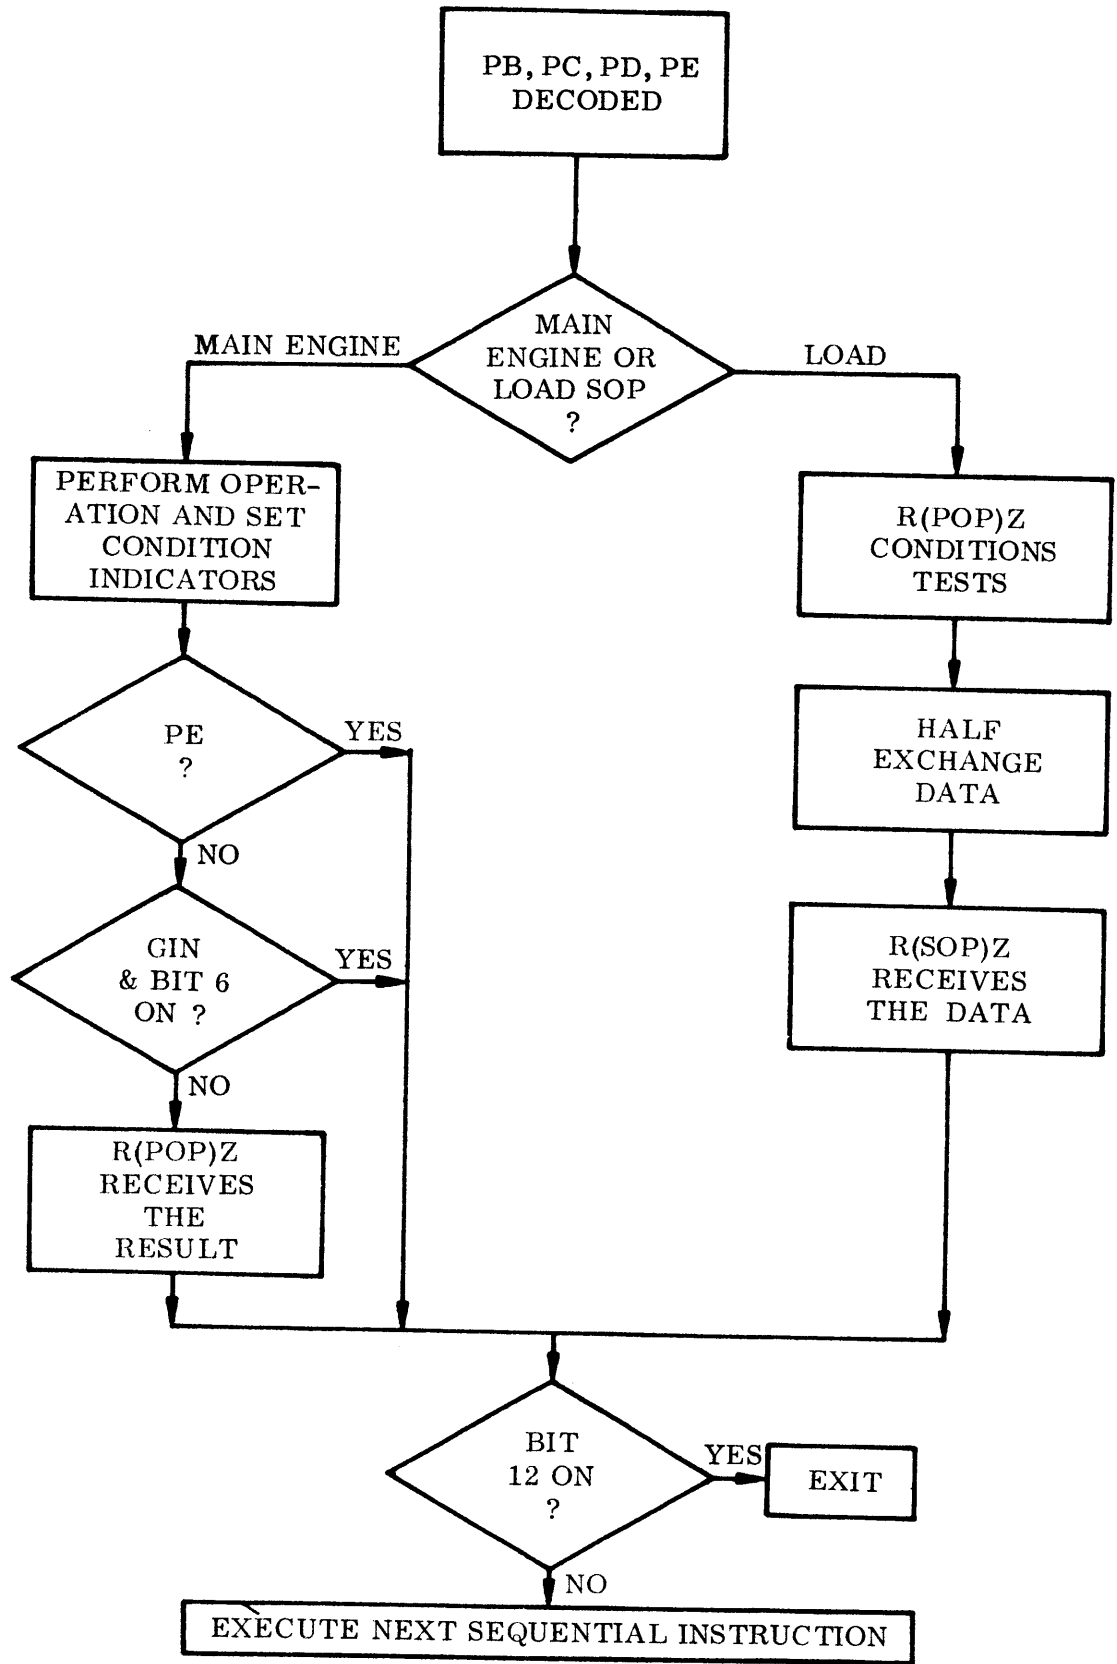 PB, PC, PD, PE
DECODED
MAIN
ENGINE OR
LOAD SOP
?
MAIN ENGINE
LOAD
PERFORM OPER-
ATION AND SET
CONDITION
INDICATORS
R(POP)Z
CONDITIONS
TESTS
PE
?
YES
NO
HALF
EXCHANGE
DATA
GIN
& BIT 6
ON ?
YES
NO
R(SOP)Z
RECEIVES
THE DATA
R(POP)Z
RECEIVES
THE
RESULT
BIT
12 ON
?
YES
EXIT
NO
EXECUTE NEXT SEQUENTIAL INSTRUCTION